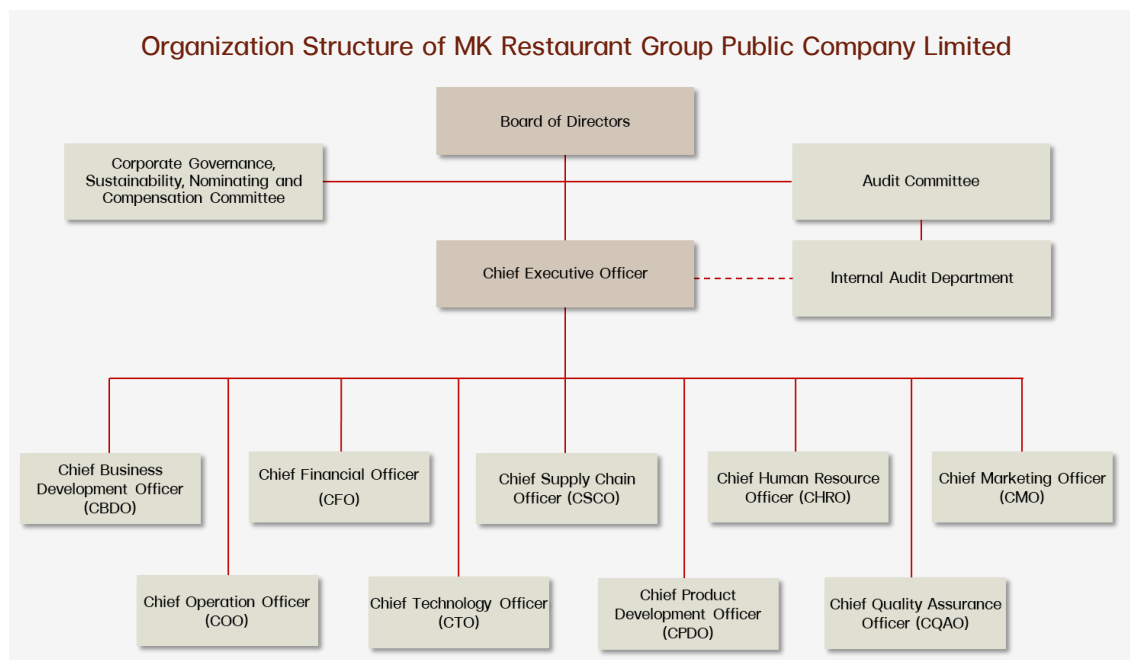 Organization Structure of MK Restaurant Group Public Company Limited
Board of Directors
Corporate Governance,
Sustainability, Nominating and
Compensation Committee
Audit Committee
Chief Executive Officer
Internal Audit Department
Chief Business
Development Officer
(CBDO)
Chief Financial Officer
(CFO)
Chief Supply Chain
Officer (CSCO)
Chief Human Resource
Officer (CHRO)
Chief Marketing Officer
(CMO)
Chief Operation Officer
(COO)
Chief Technology Officer
(CTO)
Chief Product
Development Officer
(CPDO)
Chief Quality Assurance
Officer (CQAO)